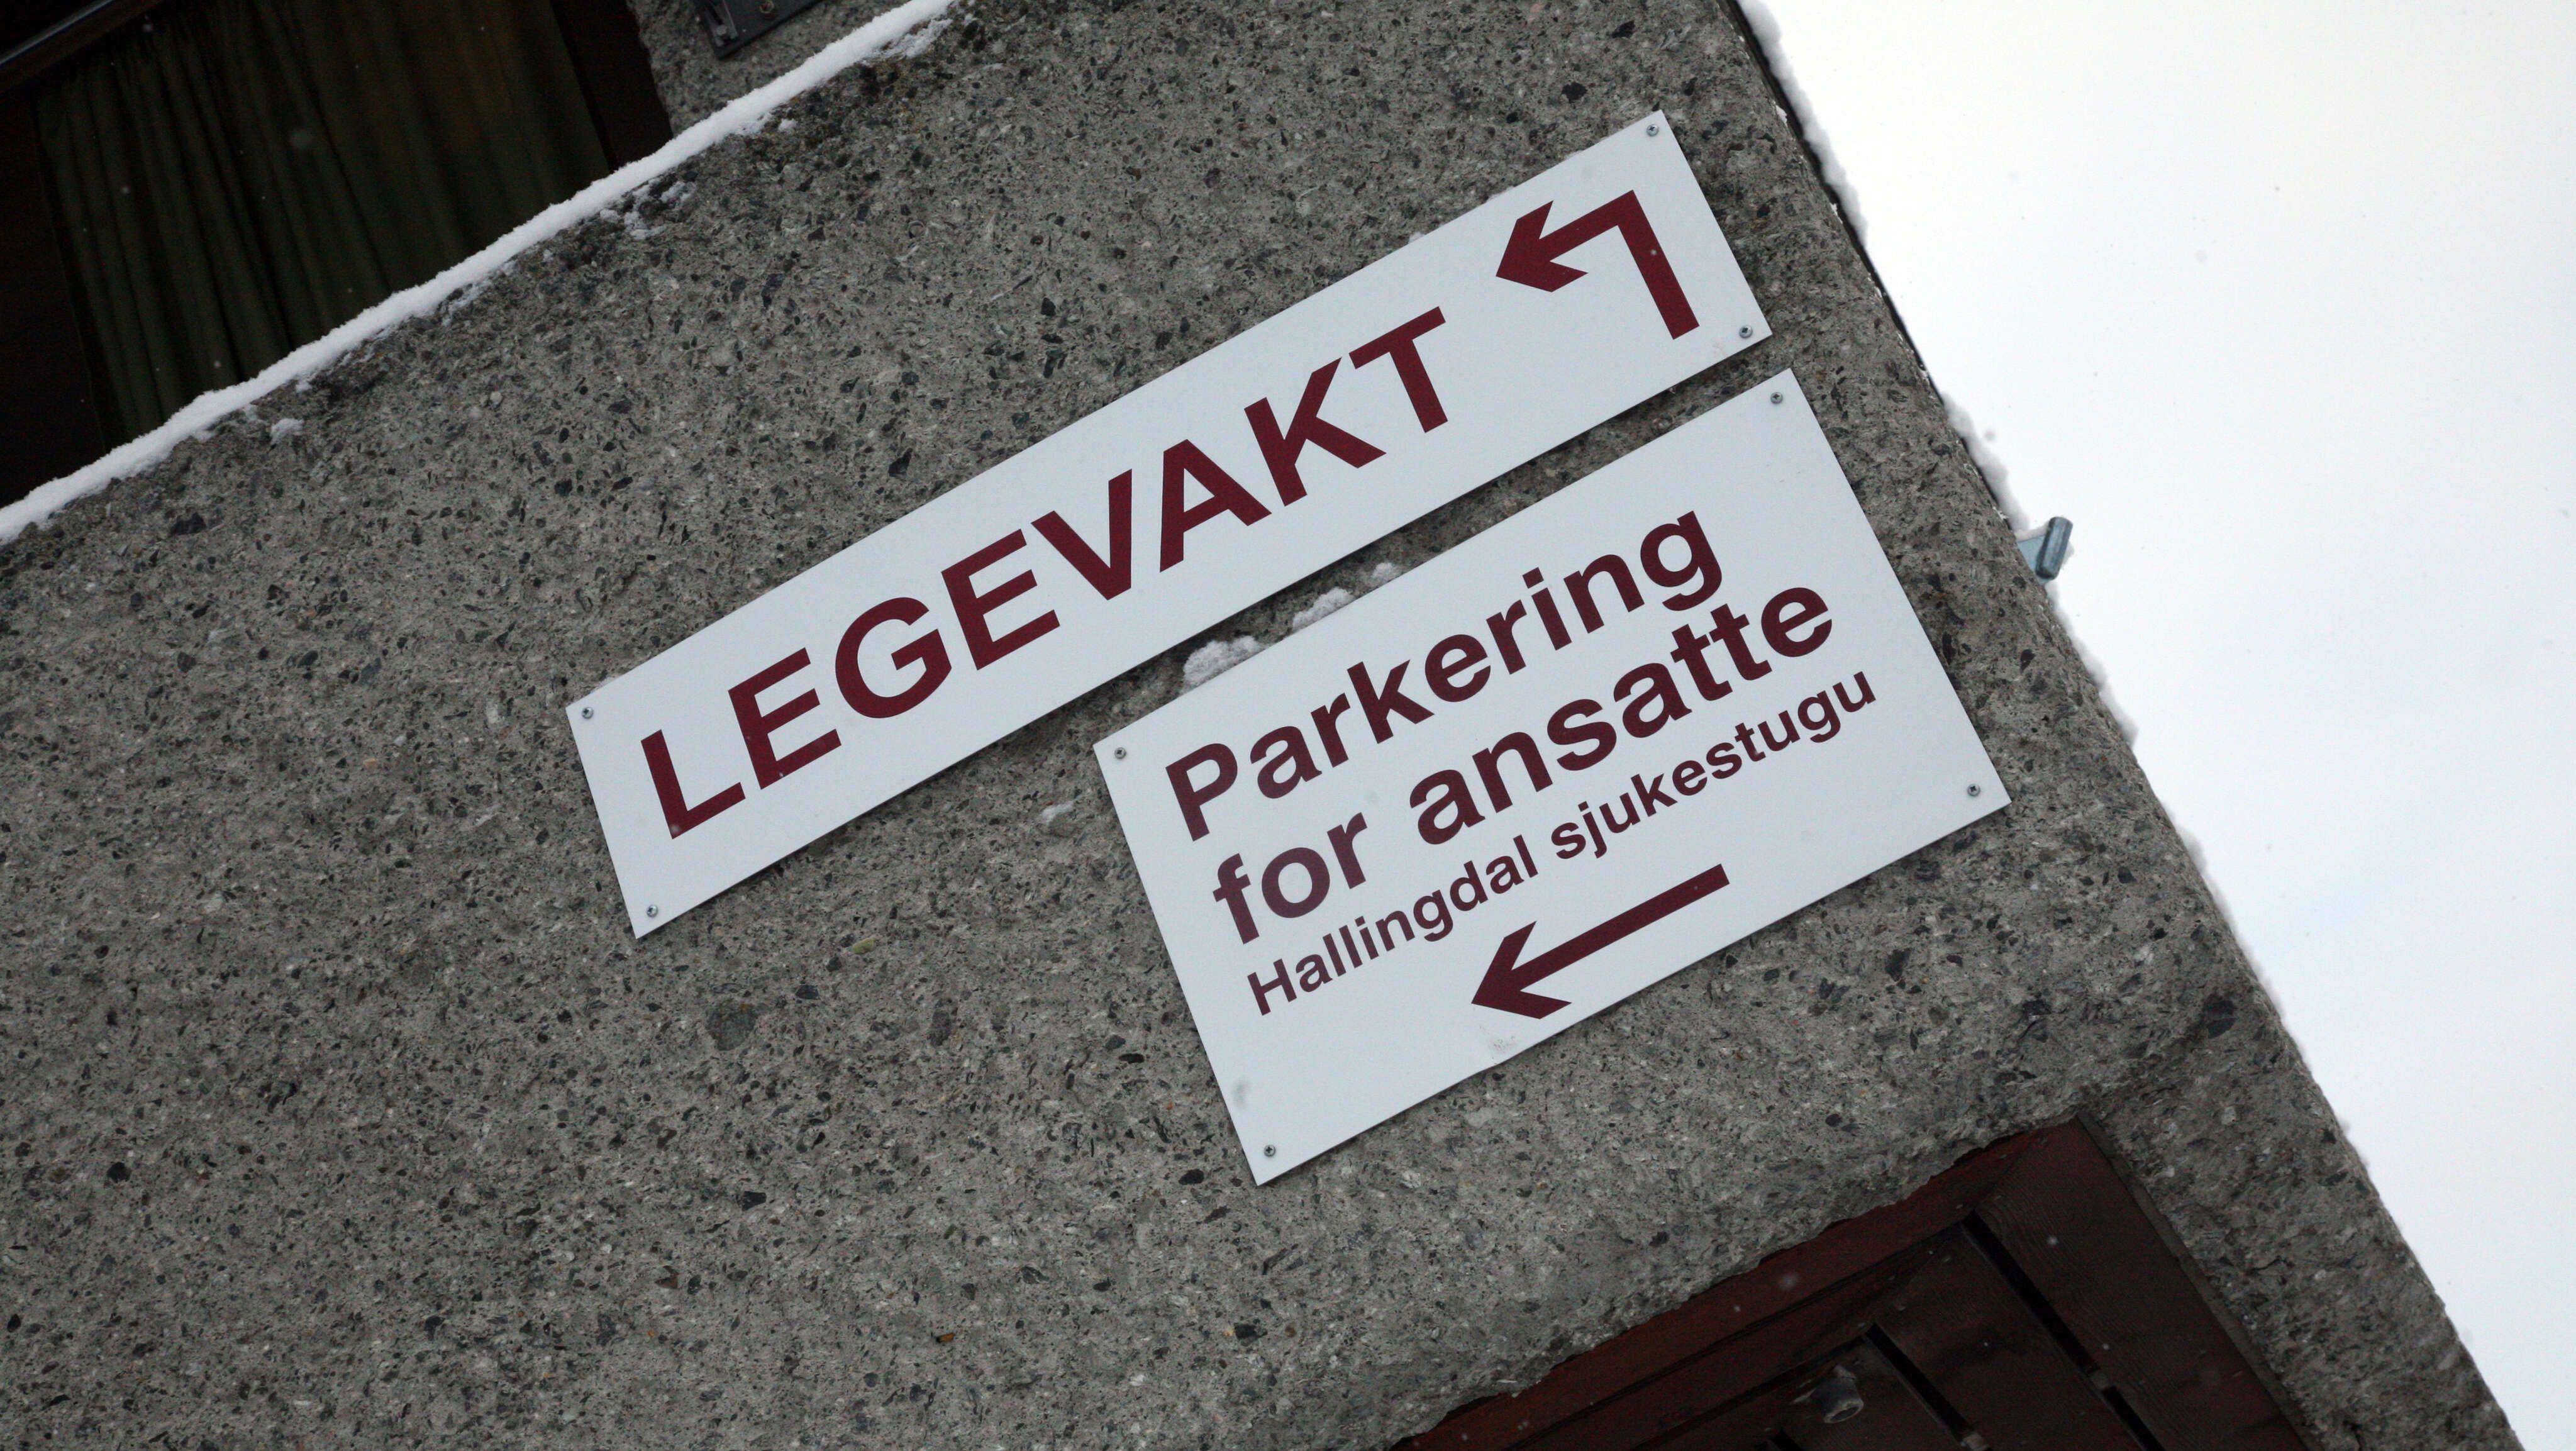 LEGEVAKT
Parkering
for ansatte
Hallingdal sjukestugu